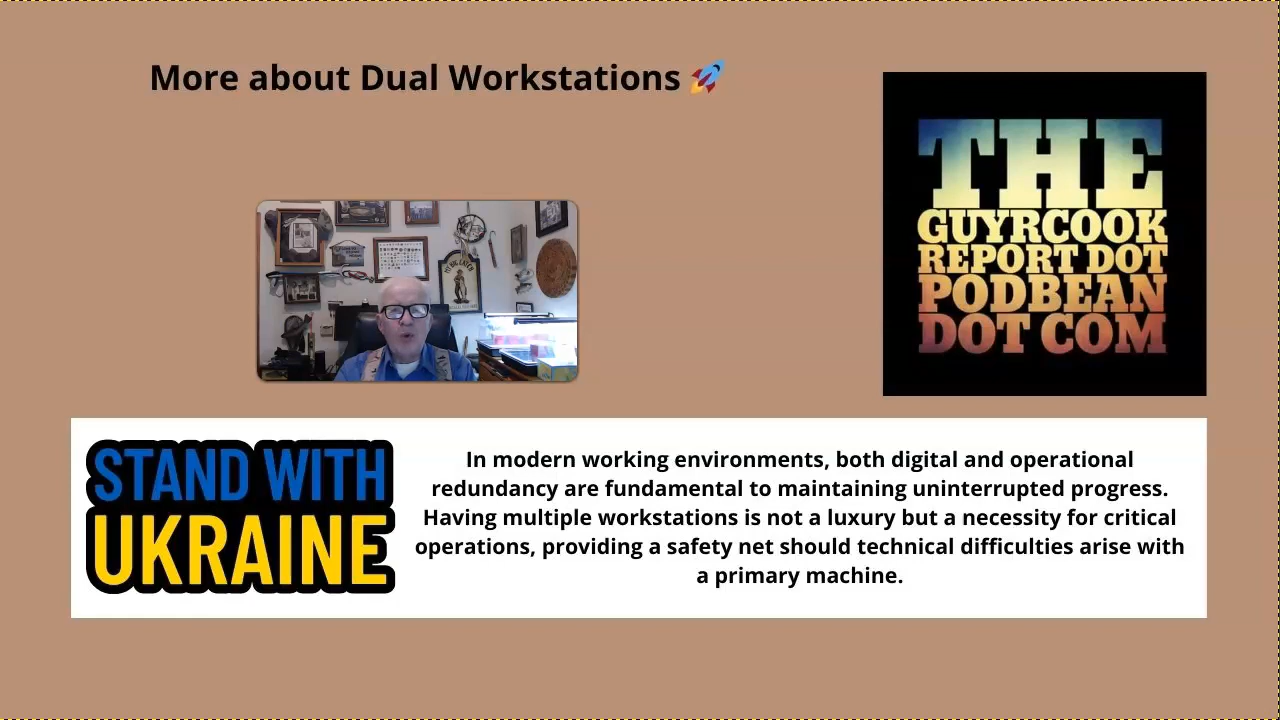 More about Dual Workstations 🚀
THE
GUYRCOOK
REPORT DOT
PODBEAN
DOT COM
STAND WITH
UKRAINE
In modern working environments, both digital and operational
redundancy are fundamental to maintaining uninterrupted progress.
Having multiple workstations is not a luxury but a necessity for critical
operations, providing a safety net should technical difficulties arise with
a primary machine.